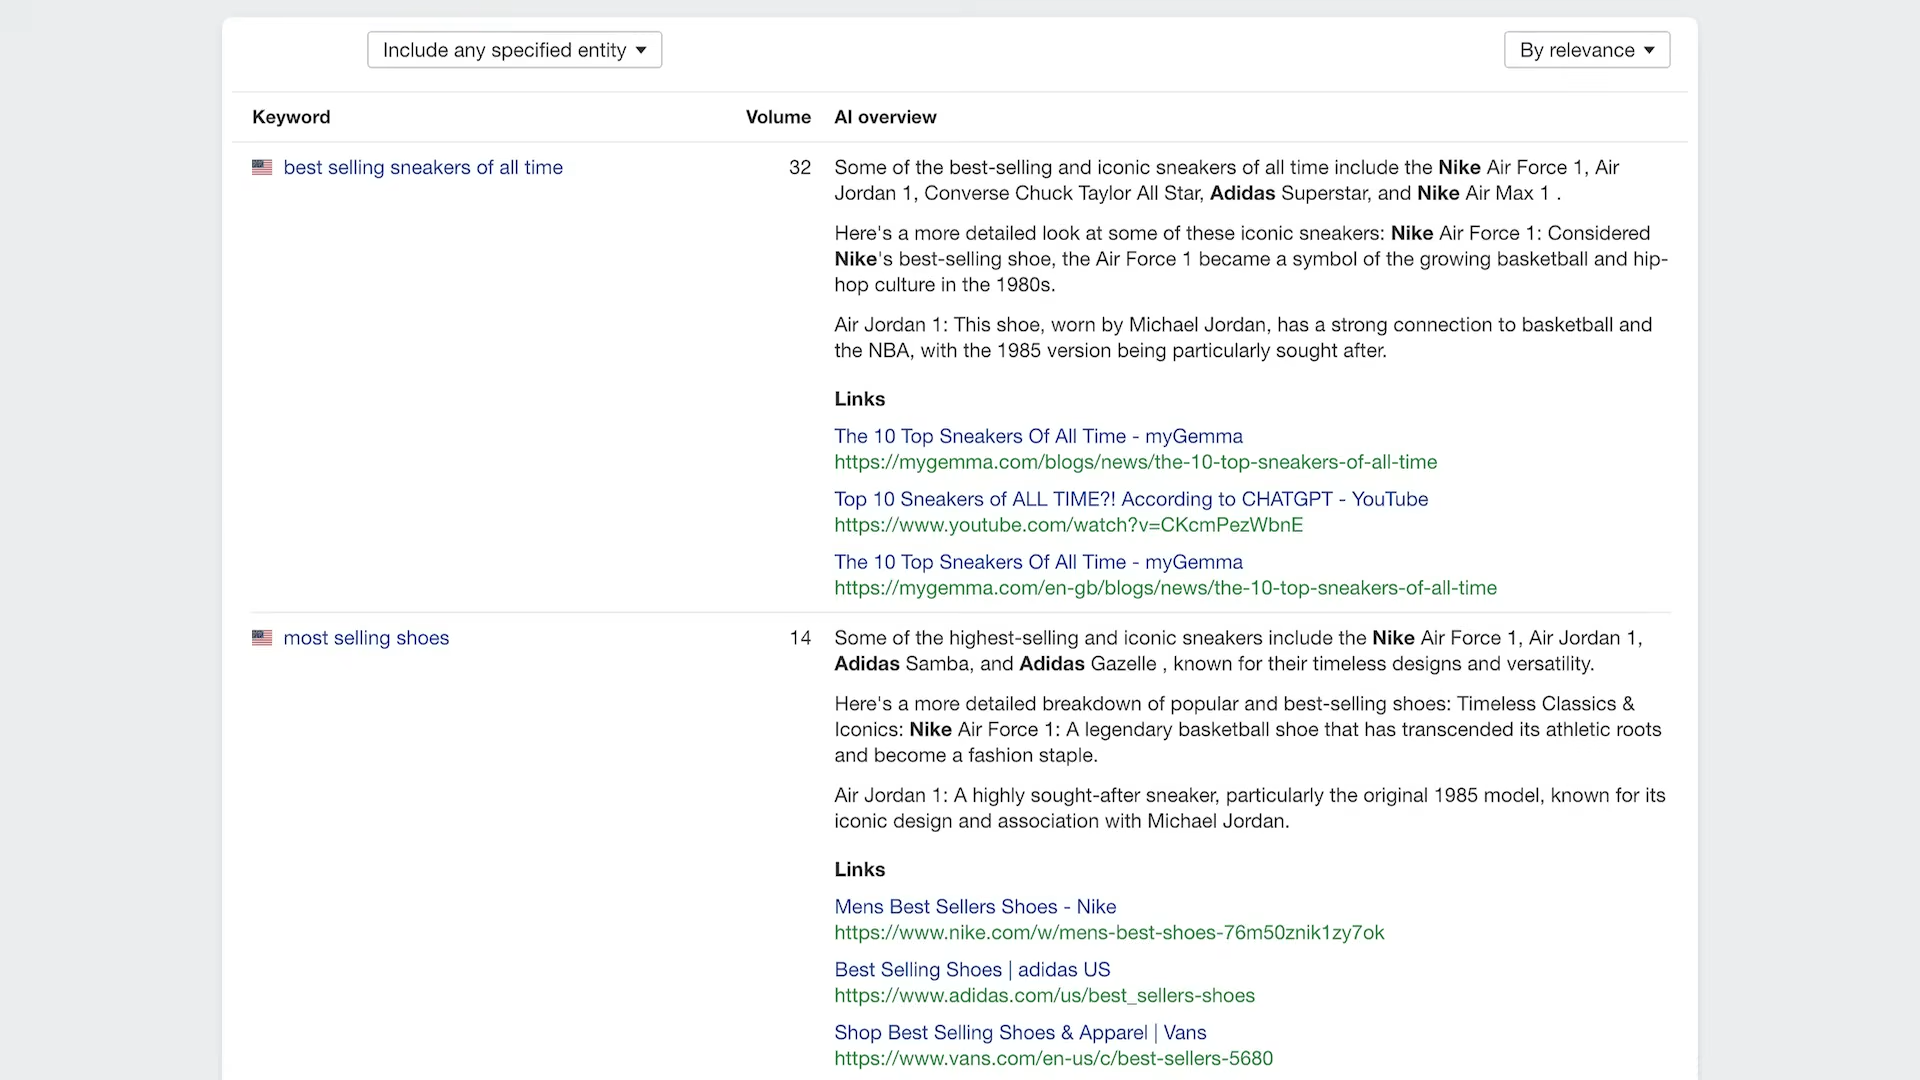 Include any specified entity
By relevance
Keyword
Volume
AI overview
best selling sneakers of all time
32
Some of the best-selling and iconic sneakers of all time include the Nike Air Force 1, Air
Jordan 1, Converse Chuck Taylor All Star, Adidas Superstar, and Nike Air Max 1 .
Here's a more detailed look at some of these iconic sneakers: Nike Air Force 1: Considered
Nike's best-selling shoe, the Air Force 1 became a symbol of the growing basketball and hip-
hop culture in the 1980s.
Air Jordan 1: This shoe, worn by Michael Jordan, has a strong connection to basketball and
the NBA, with the 1985 version being particularly sought after.
Links
The 10 Top Sneakers Of All Time - myGemma
https://mygemma.com/blogs/news/the-10-top-sneakers-of-all-time
Top 10 Sneakers of ALL TIME?! According to CHATGPT - YouTube
https://www.youtube.com/watch?v=CKcmPezWbnE
The 10 Top Sneakers Of All Time - myGemma
https://mygemma.com/en-gb/blogs/news/the-10-top-sneakers-of-all-time
most selling shoes
14
Some of the highest-selling and iconic sneakers include the Nike Air Force 1, Air Jordan 1,
Adidas Samba, and Adidas Gazelle , known for their timeless designs and versatility.
Here's a more detailed breakdown of popular and best-selling shoes: Timeless Classics &
Iconics: Nike Air Force 1: A legendary basketball shoe that has transcended its athletic roots
and become a fashion staple.
Air Jordan 1: A highly sought-after sneaker, particularly the original 1985 model, known for its
iconic design and association with Michael Jordan.
Links
Mens Best Sellers Shoes - Nike
https://www.nike.com/w/mens-best-shoes-76m50znik1zy7ok
Best Selling Shoes | adidas US
https://www.adidas.com/us/best_sellers-shoes
Shop Best Selling Shoes & Apparel | Vans
https://www.vans.com/en-us/c/best-sellers-5680